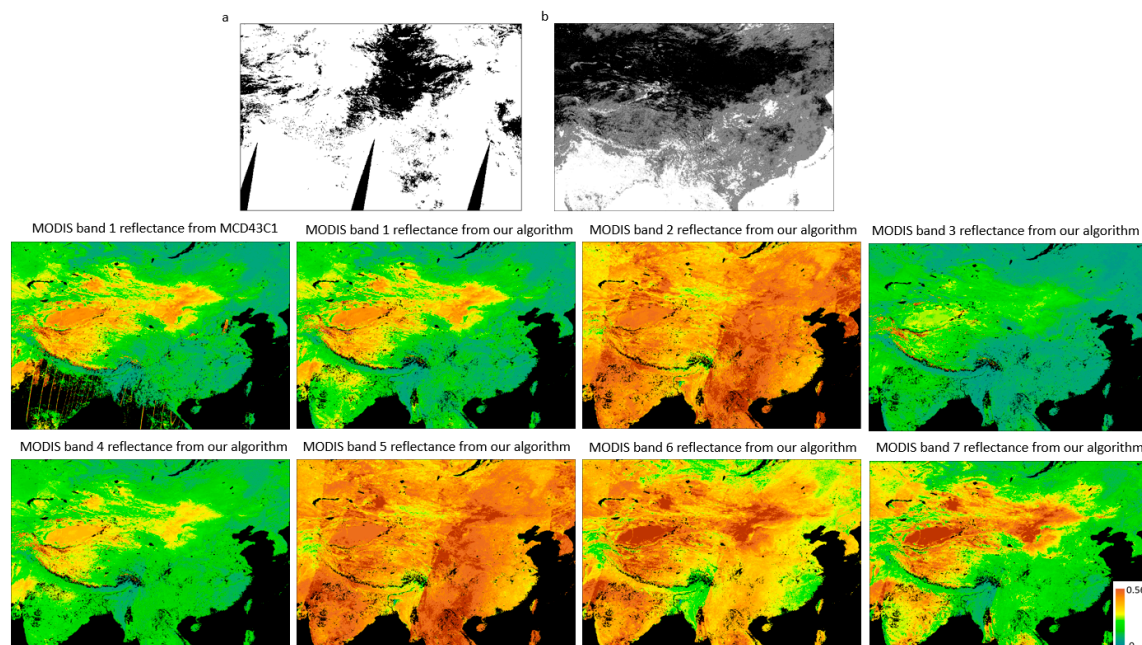 a
b
MODIS band 1 reflectance from MCD43C1
MODIS band 1 reflectance from our algorithm
MODIS band 2 reflectance from our algorithm
MODIS band 3 reflectance from our algorithm
MODIS band 4 reflectance from our algorithm
MODIS band 5 reflectance from our algorithm
MODIS band 6 reflectance from our algorithm
MODIS band 7 reflectance from our algorithm
0.56
0